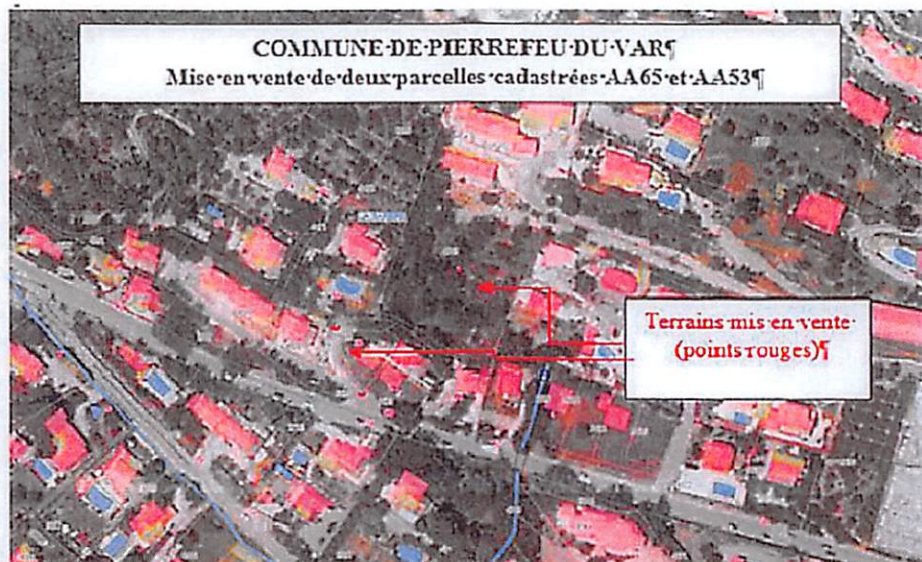 COMMUNE·DE·PIERREFEU·DU·VAR¶
Mise·en·vente·de·deux·parcelles·cadastrées·AA65·et·AA53¶
Terrains·mis·en·vente·
(points·rouges)¶